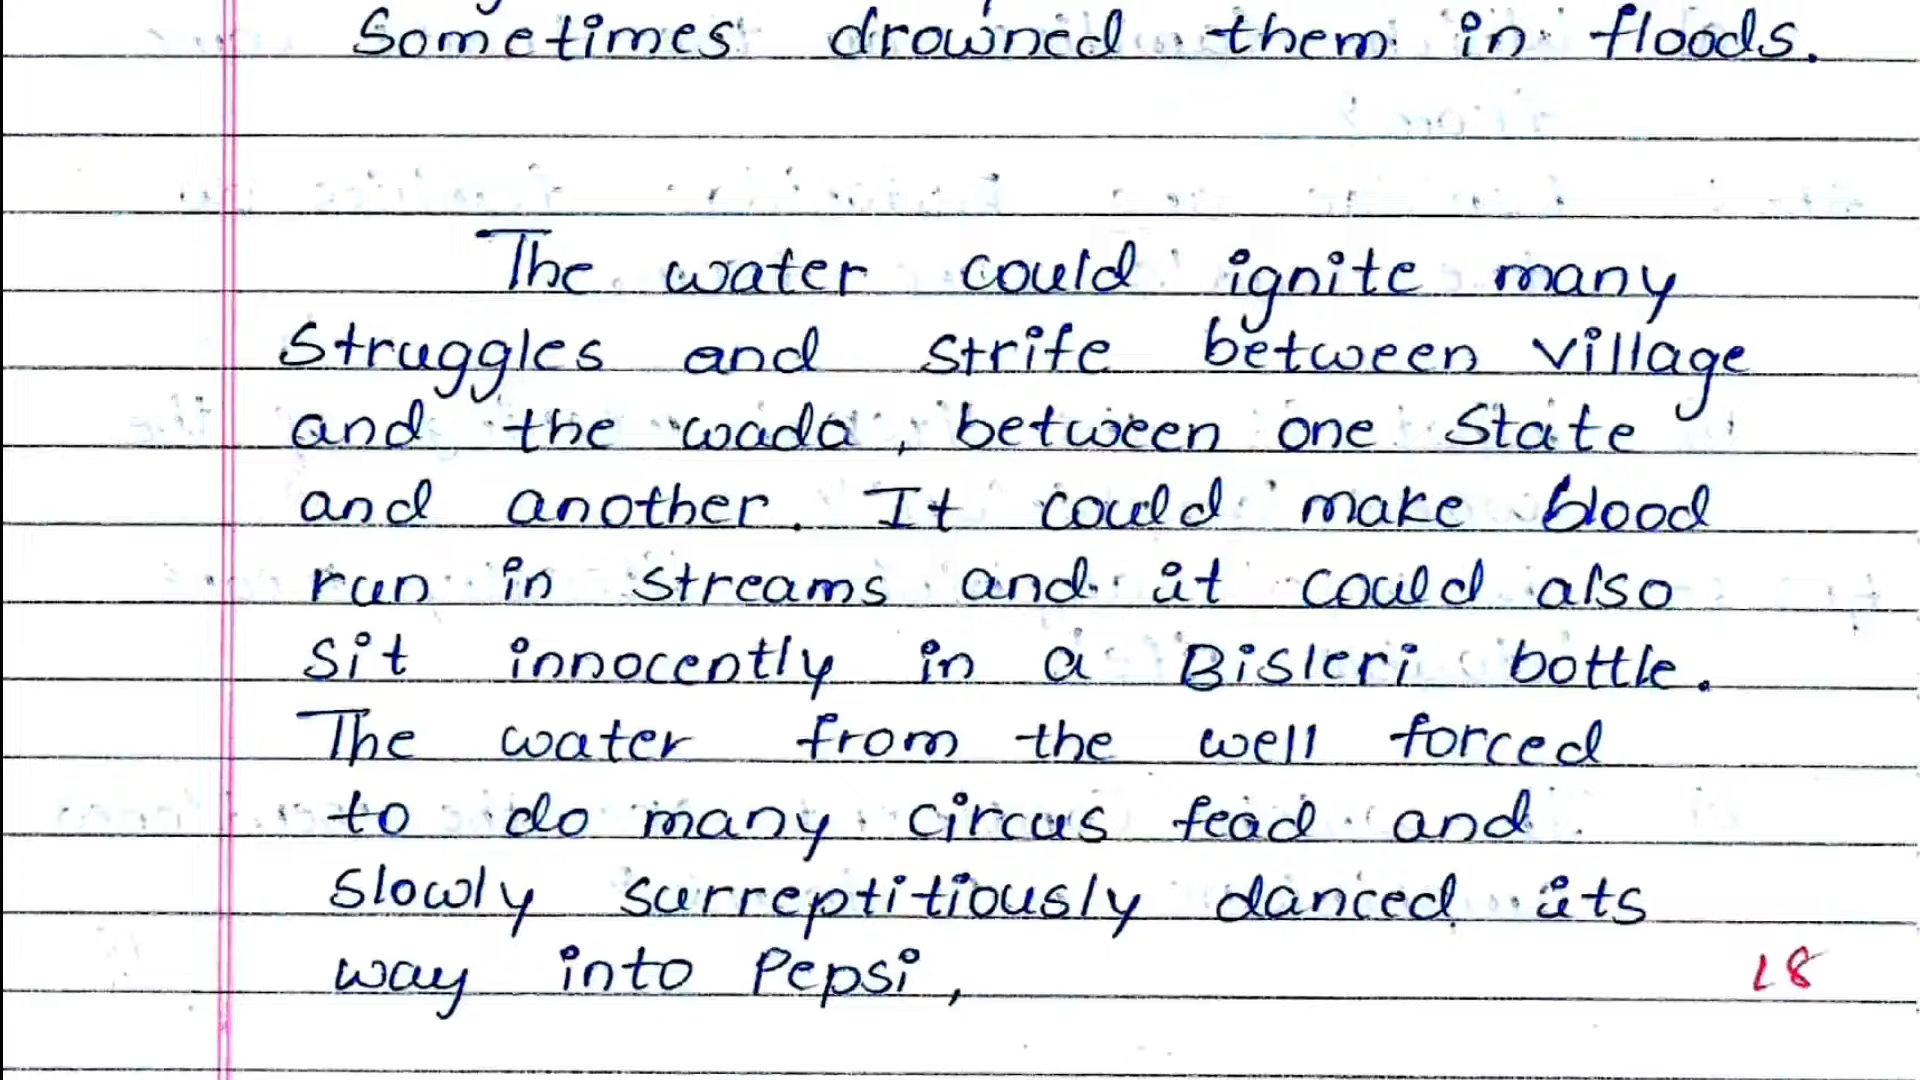 Sometimes drowned them in floods.
The water could ignite many
struggles and strife between village
and the wada, between one state
and another. It could make blood
run in streams and it could also
sit innocently in a Bisleri bottle.
The water from the well forced
to do many circus fead and
slowly surreptitiously danced its
way into Pepsi,
18